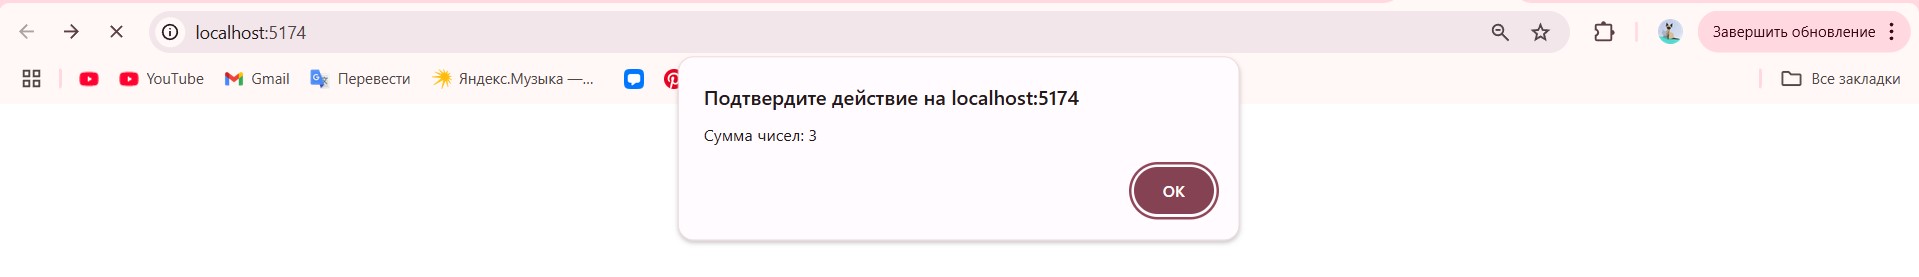 localhost:5174
Завершить обновление
YouTube
Gmail
Перевести
Яндекс.Музыка —...
Все закладки
Подтвердите действие на localhost:5174
Сумма чисел: 3
ОК